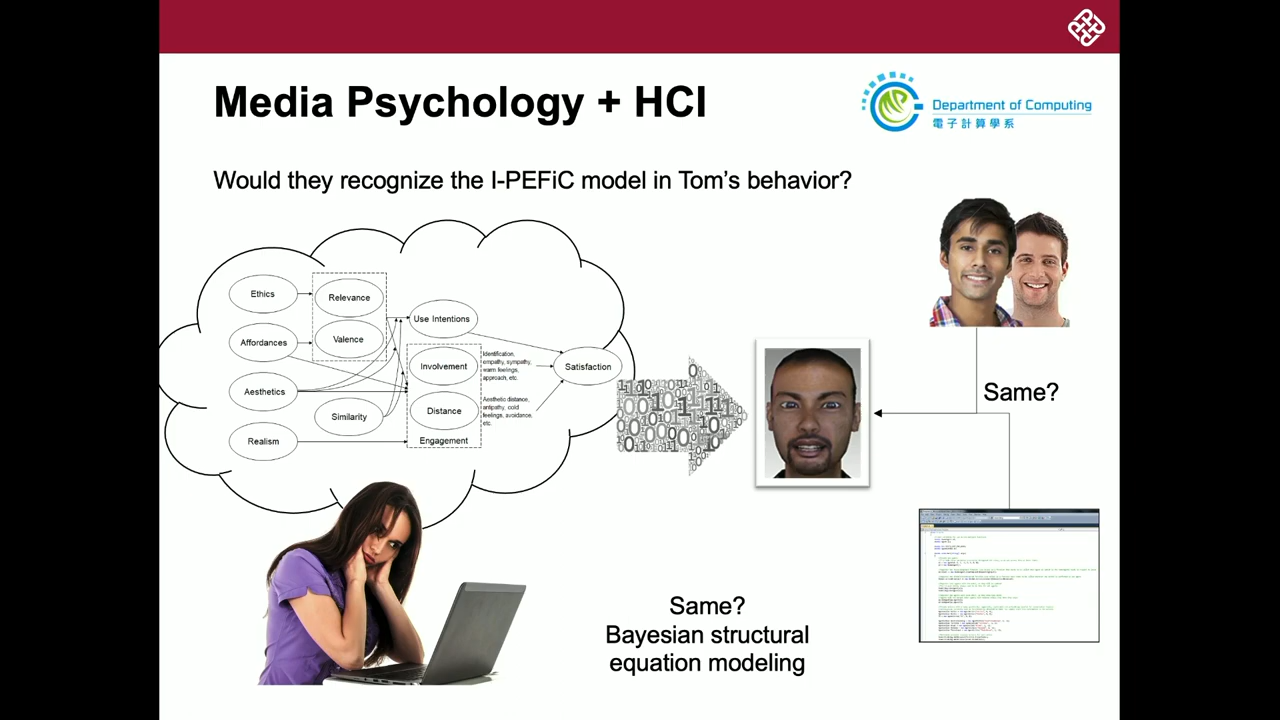 Media Psychology + HCI
Department of Computing
電子計算學系
Would they recognize the I-PEFiC model in Tom's behavior?
Ethics
Relevance
Affordances
Valence
Use Intentions
Aesthetics
Involvement
Identification,
empathy, sympathy,
warm feelings,
approach, etc.
Satisfaction
Similarity
Distance
Aesthetic distance,
antipathy, cold
feelings, avoidance,
etc.
Realism
Engagement
Same?
Same?
Bayesian structural
equation modeling